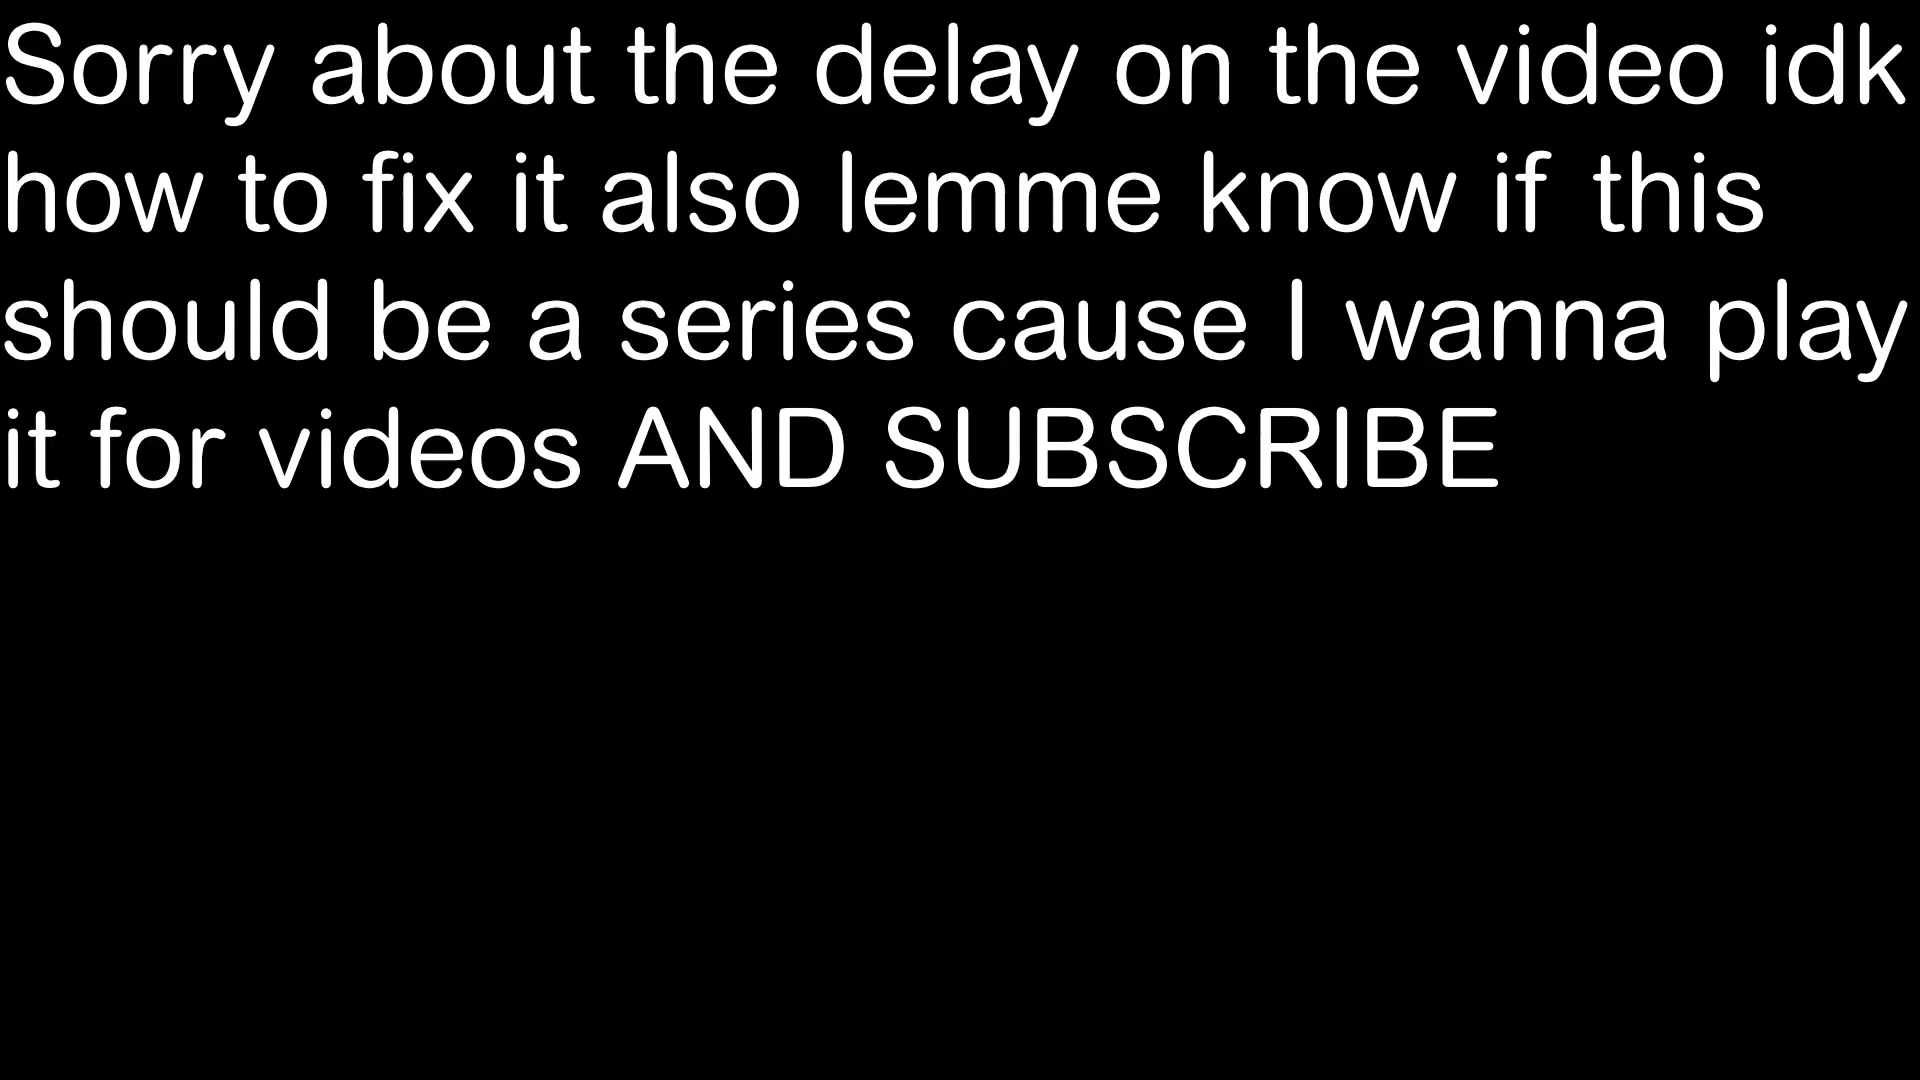 Sorry about the delay on the video idk
how to fix it also lemme know if this
should be a series cause I wanna play
it for videos AND SUBSCRIBE